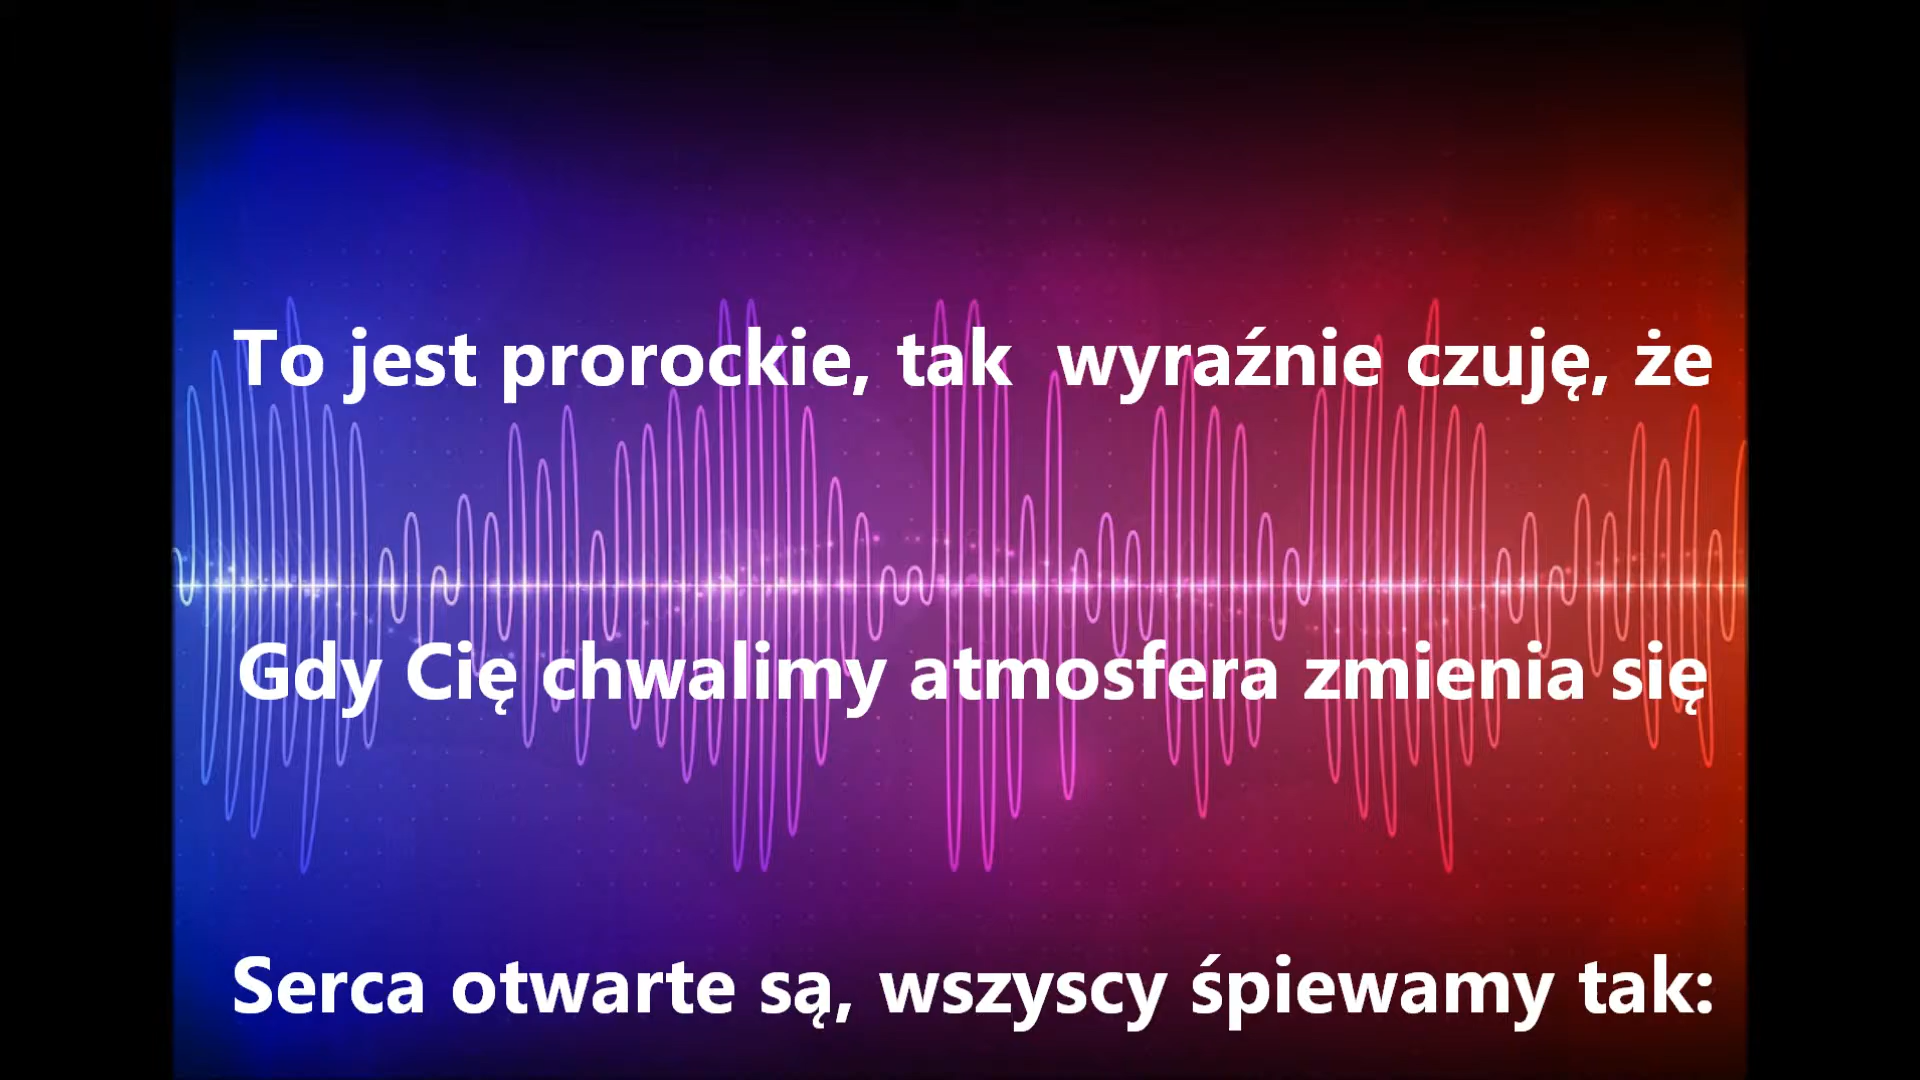 To jest prorockie, tak  wyraźnie czuję, że
Gdy Cię chwalimy atmosfera zmienia się
Serca otwarte są, wszyscy śpiewamy tak: